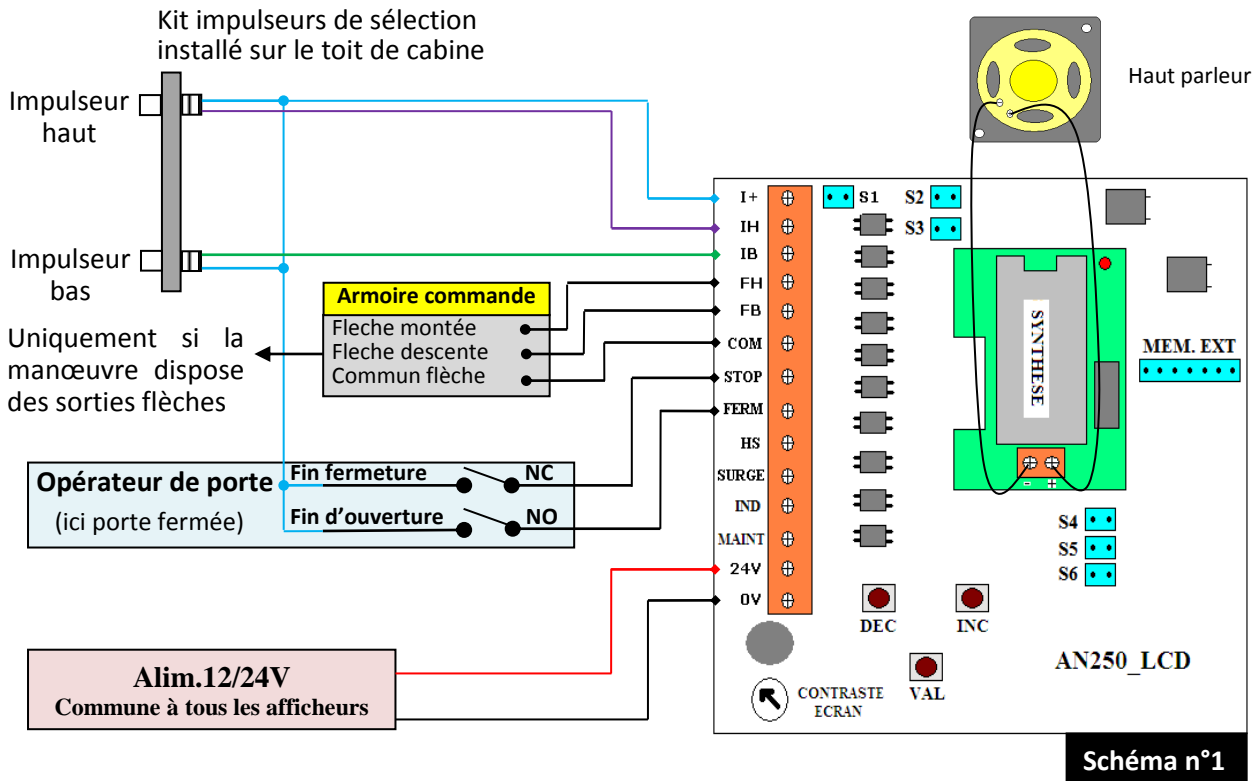 Kit impulseurs de sélection
installé sur le toit de cabine
Impulseur
haut
Haut parleur
I+
IH
IB
FH
FB
COM
STOP
FERM
HS
SURGE
IND
MAINT
24V
0V
S1
S2
S3
Impulseur
bas
Armoire commande
Fleche montée
Fleche descente
Commun flèche
Uniquement si la
manœuvre dispose
des sorties flèches
SYNTHESE
- +
MEM. EXT
Opérateur de porte
(ici porte fermée)
Fin fermeture
NC
Fin d'ouverture
NO
S4
S5
S6
DEC
INC
VAL
CONTRASTE
ECRAN
AN250_LCD
Alim.12/24V
Commune à tous les afficheurs
Schéma n°1